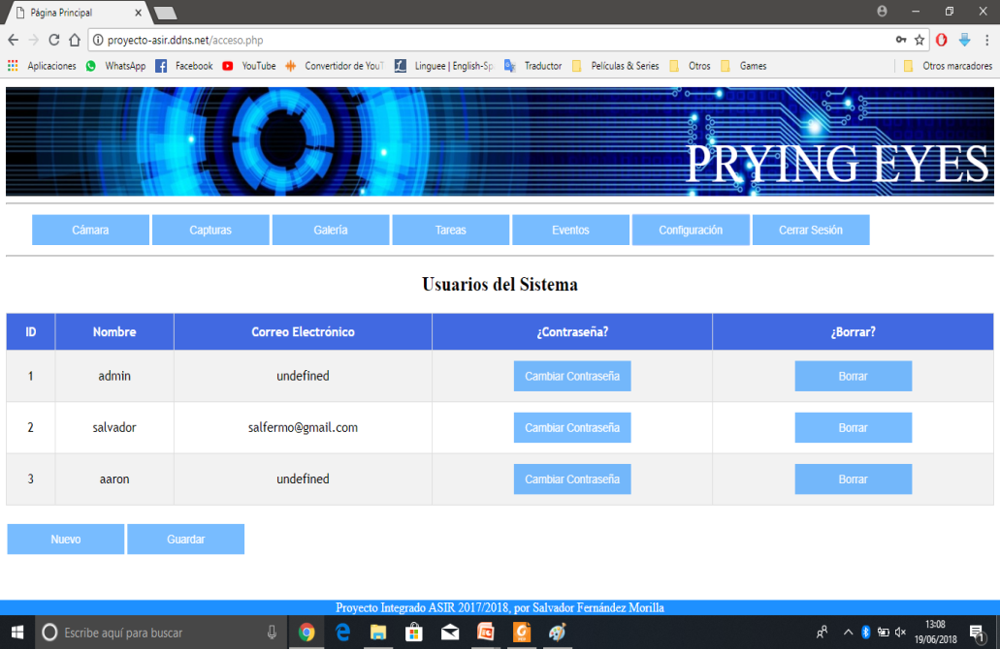 Página Principal
proyecto-asir.ddns.net/acceso.php
Aplicaciones WhatsApp Facebook YouTube Convertidor de YouT Linguee | English-Sp Traductor Películas & Series Otros Games Otros marcadores
PRYING EYES
Cámara Capturas Galería Tareas Eventos Configuración Cerrar Sesión
Usuarios del Sistema
ID Nombre Correo Electrónico ¿Contraseña? ¿Borrar?
1 admin undefined Cambiar Contraseña Borrar
2 salvador salfermo@gmail.com Cambiar Contraseña Borrar
3 aaron undefined Cambiar Contraseña Borrar
Nuevo Guardar
Proyecto Integrado ASIR 2017/2018, por Salvador Fernández Morilla
Escribe aquí para buscar
13:08
19/06/2018
1